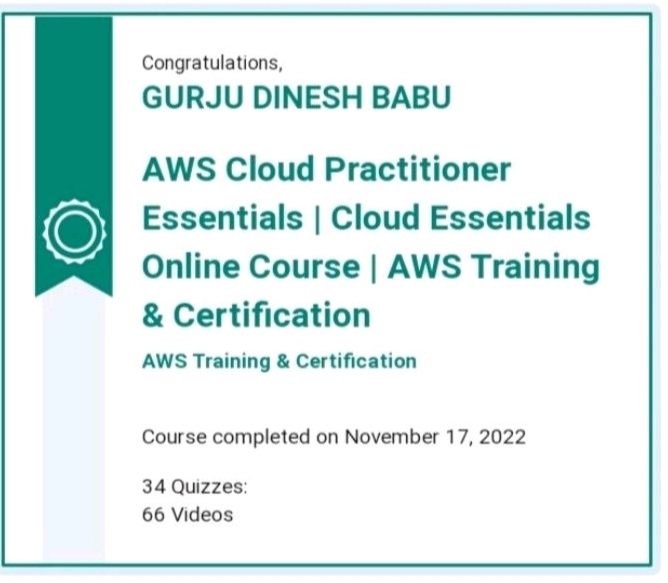 Congratulations,
GURJU DINESH BABU
AWS Cloud Practitioner
Essentials | Cloud Essentials
Online Course | AWS Training
& Certification
AWS Training & Certification
Course completed on November 17, 2022
34 Quizzes:
66 Videos